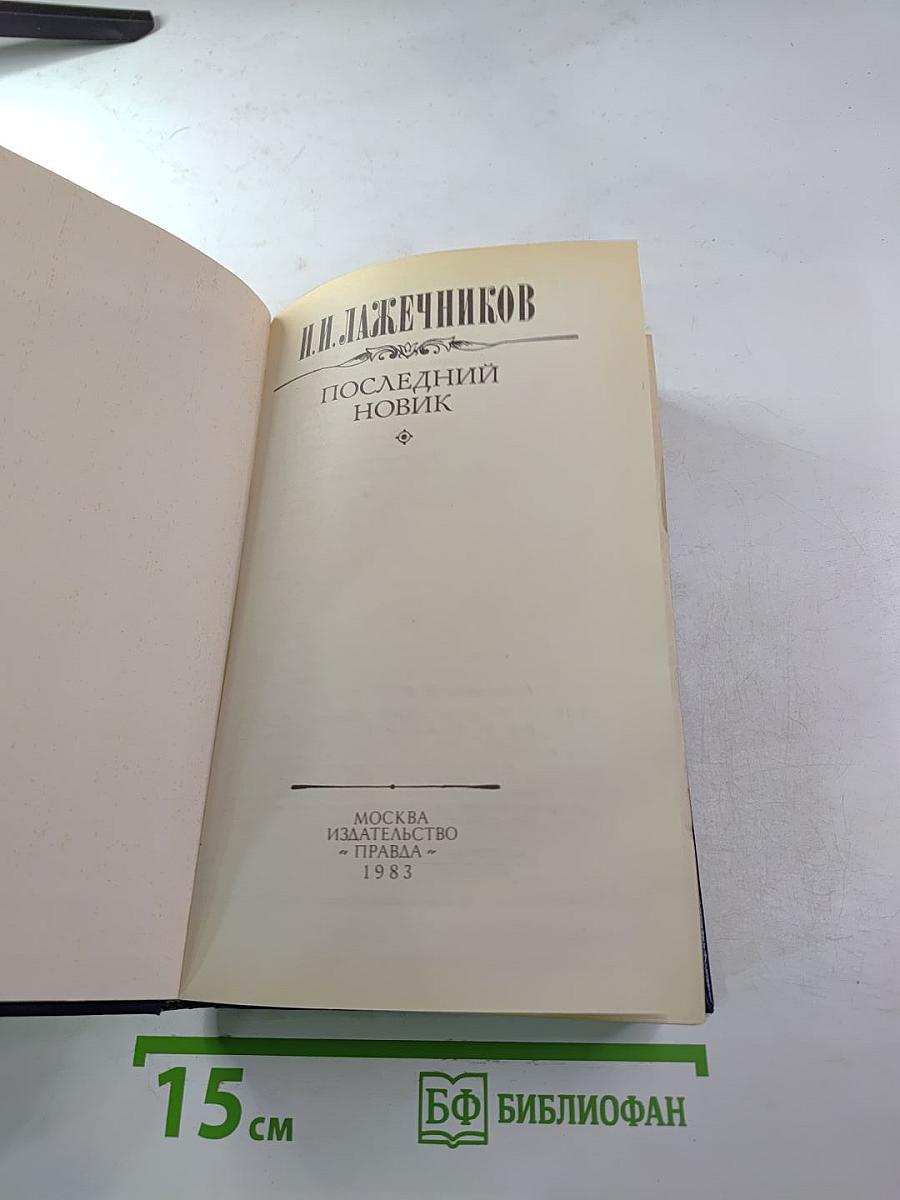 И.И. ЛАЖЕЧНИКОВ
ПОСЛЕДНИЙ
НОВИК
МОСКВА
ИЗДАТЕЛЬСТВО
« ПРАВДА »
1983
15 см
БФ БИБЛИОФАН